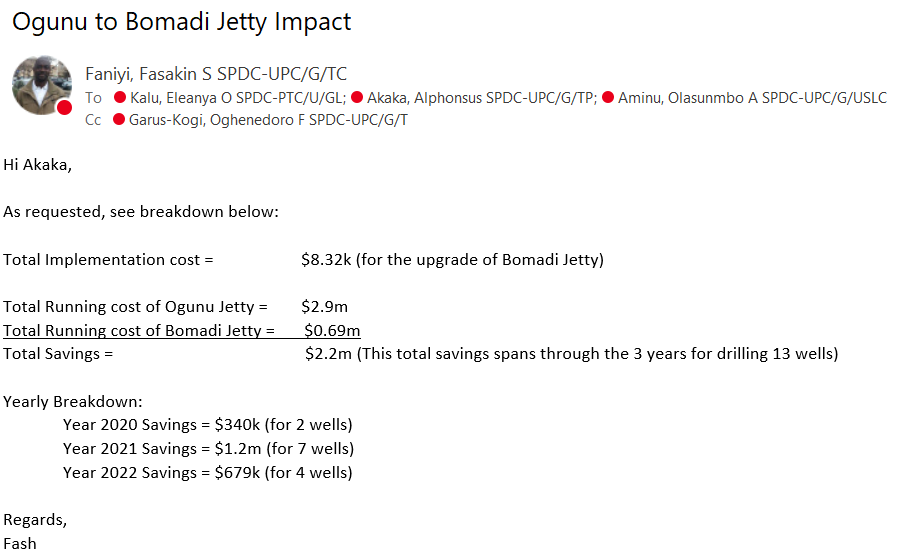 Ogunu to Bomadi Jetty Impact
Faniyi, Fasakin S SPDC-UPC/G/TC
To Kalu, Eleanya O SPDC-PTC/U/GL; Akaka, Alphonsus SPDC-UPC/G/TP; Aminu, Olasunmbo A SPDC-UPC/G/USLC
Cc Garus-Kogi, Oghenedoro F SPDC-UPC/G/T
Hi Akaka,
As requested, see breakdown below:
Total Implementation cost = $8.32k (for the upgrade of Bomadi Jetty)
Total Running cost of Ogunu Jetty = $2.9m
Total Running cost of Bomadi Jetty = $0.69m
Total Savings = $2.2m (This total savings spans through the 3 years for drilling 13 wells)
Yearly Breakdown:
Year 2020 Savings = $340k (for 2 wells)
Year 2021 Savings = $1.2m (for 7 wells)
Year 2022 Savings = $679k (for 4 wells)
Regards,
Fash